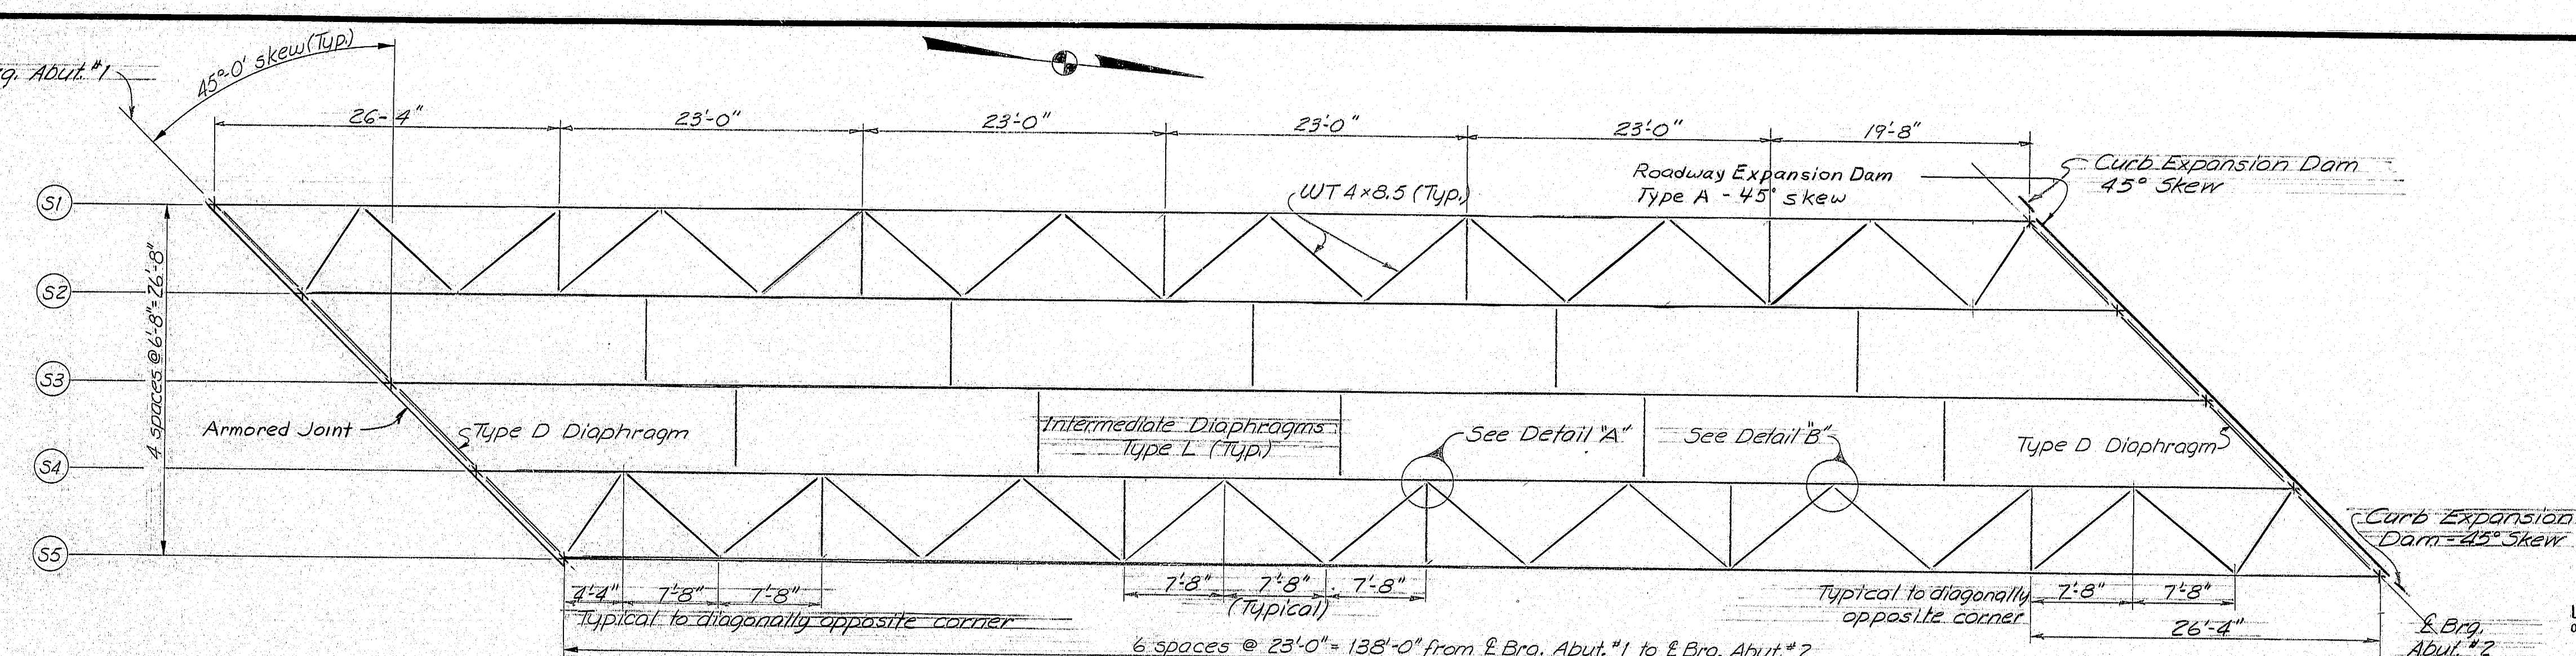 45°-0' skew (Typ.)
Abut. #1
26'-4"
23'-0"
23'-0"
23'-0"
23'-0"
19'-8"
Curb Expansion Dam
45° Skew
Roadway Expansion Dam
Type A - 45° skew
WT 4x8.5 (Typ.)
S1
S2
S3
S4
S5
4 spaces @ 6'-8" = 26'-8"
Armored Joint
Type D Diaphragm
Intermediate Diaphragms
Type L (Typ.)
See Detail "A"
See Detail "B"
Type D Diaphragm
Curb Expansion
Dam - 45° Skew
4'-4"
7'-8"
7'-8"
Typical to diagonally opposite corner
7'-8"
7'-8"
7'-8"
(Typical)
Typical to diagonally
opposite corner
7'-8"
7'-8"
26'-4"
℄ Brg.
Abut. #2
6 spaces @ 23'-0" = 138'-0" from ℄ Brg. Abut. #1 to ℄ Brg. Abut. #2